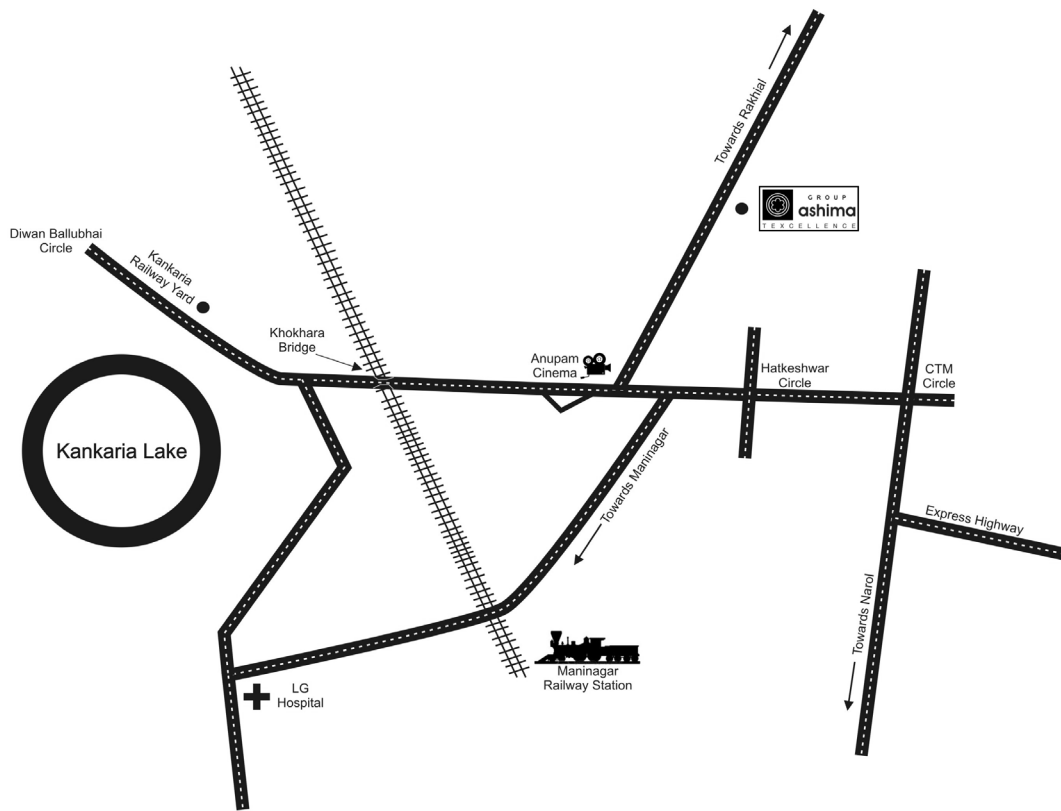 Towards Rakhial
GROUP
ashima
TEXCELLENCE
Diwan Ballubhai
Circle
Kankaria
Railway Yard
Khokhara
Bridge
Anupam
Cinema
Hatkeshwar
Circle
CTM
Circle
Kankaria Lake
Towards Maninagar
Express Highway
Towards Narol
Maninagar
Railway Station
LG
Hospital